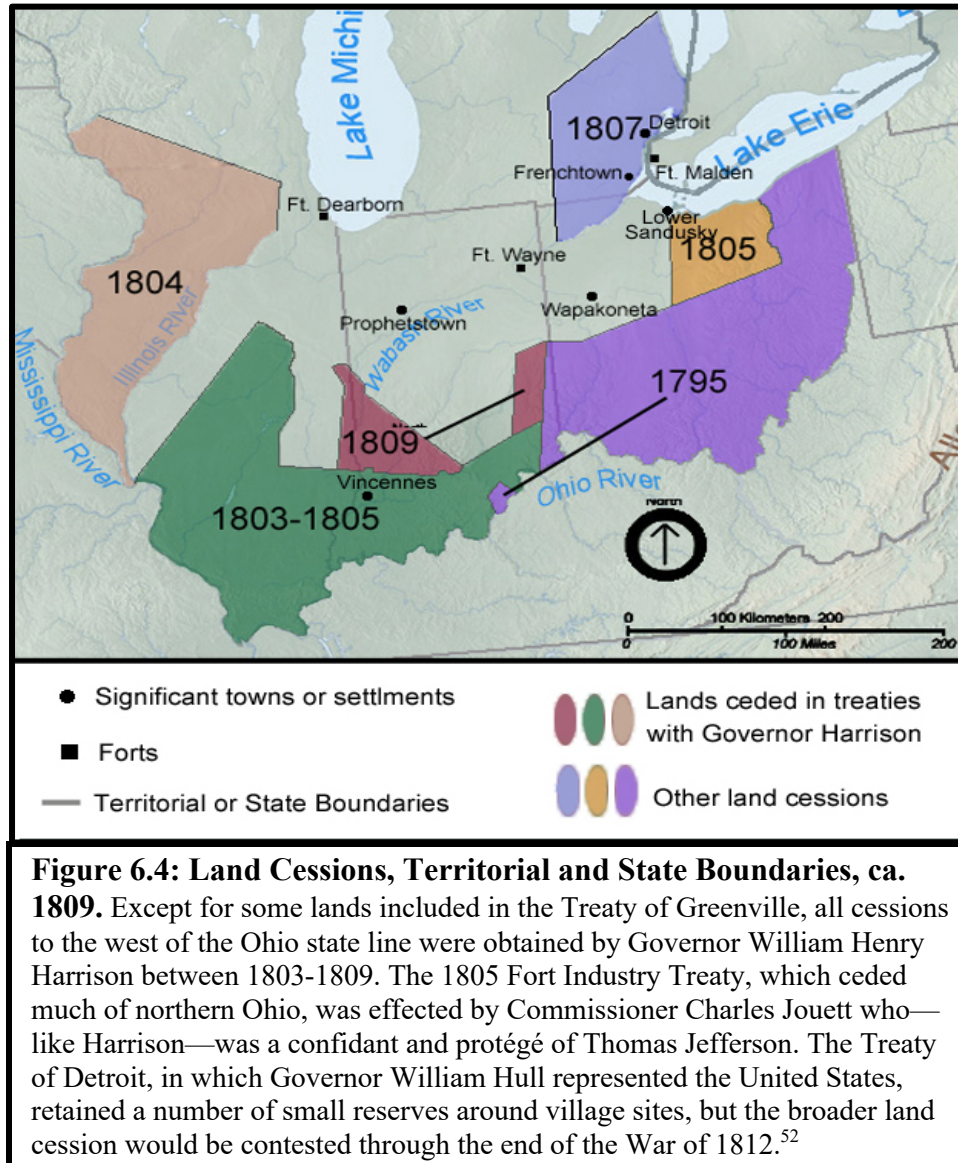 Lake Michi
Lake Erie
1807
Detroit
Frenchtown
Ft. Malden
Ft. Dearborn
Lower
Sandusky
1805
1804
Ft. Wayne
Wapakoneta
Prophetstown
Wabash River
Illinois River
Mississippi River
1795
1809
Vincennes
Ohio River
1803-1805
North
All
0 100 Kilometers 200
0 100 Miles 200
Significant towns or settlments
Forts
Territorial or State Boundaries
Lands ceded in treaties
with Governor Harrison
Other land cessions
Figure 6.4: Land Cessions, Territorial and State Boundaries, ca.
1809. Except for some lands included in the Treaty of Greenville, all cessions
to the west of the Ohio state line were obtained by Governor William Henry
Harrison between 1803-1809. The 1805 Fort Industry Treaty, which ceded
much of northern Ohio, was effected by Commissioner Charles Jouett who—
like Harrison—was a confidant and protégé of Thomas Jefferson. The Treaty
of Detroit, in which Governor William Hull represented the United States,
retained a number of small reserves around village sites, but the broader land
cession would be contested through the end of the War of 1812.52